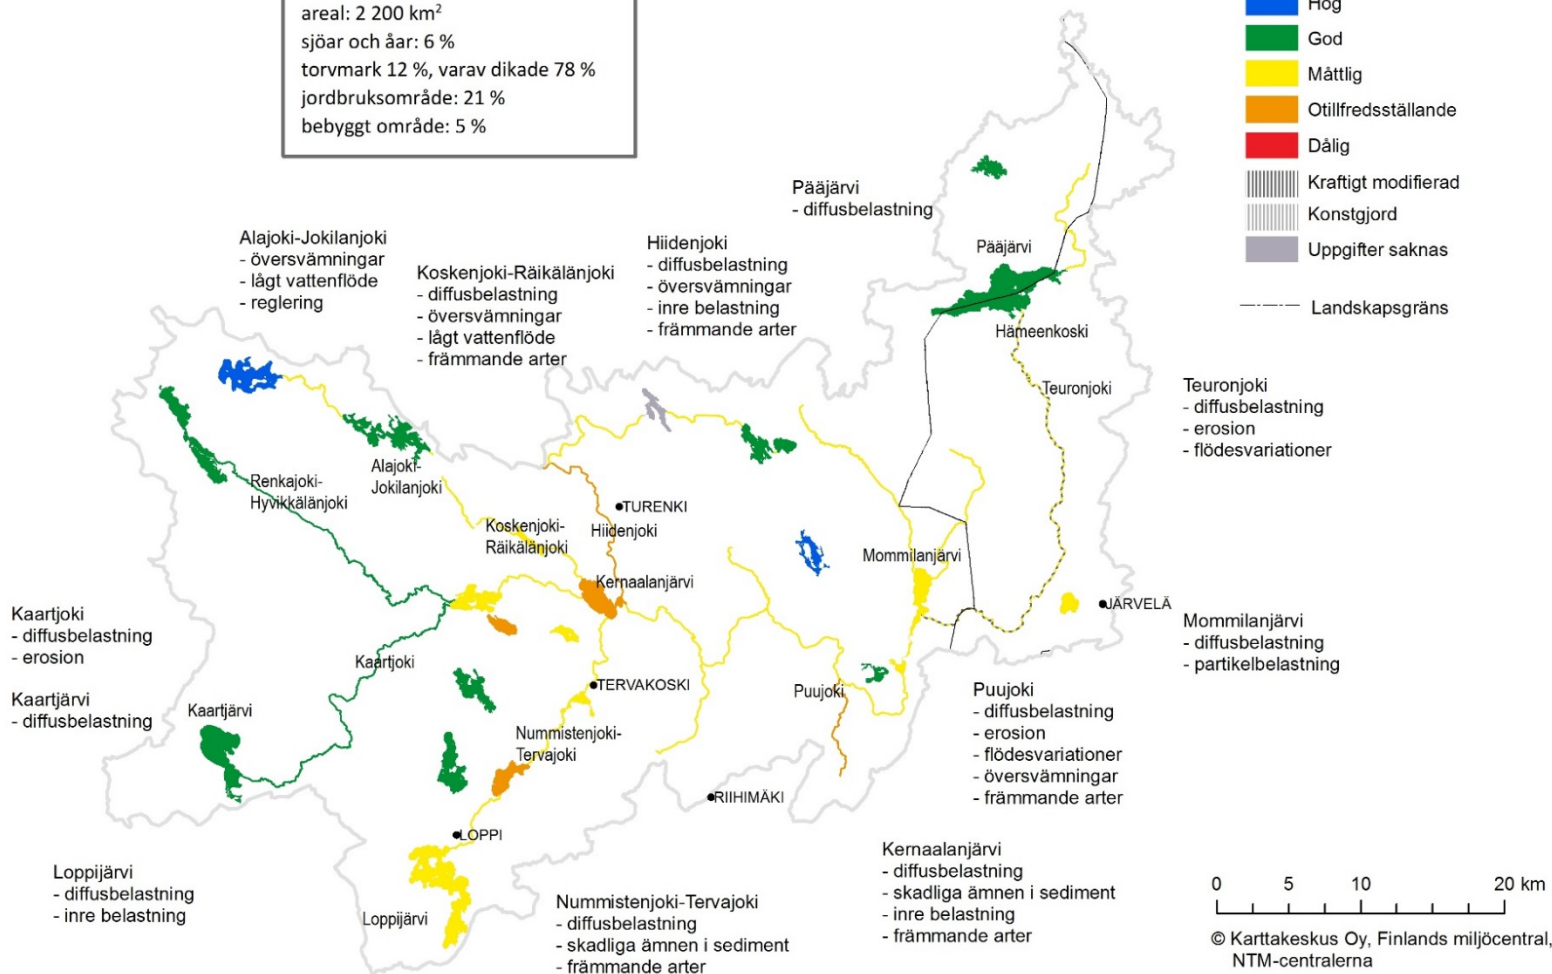 areal: 2 200 km²
sjöar och åar: 6 %
torvmark 12 %, varav dikade 78 %
jordbruksområde: 21 %
bebyggt område: 5 %
Hög
God
Måttlig
Otillfredsställande
Dålig
Kraftigt modifierad
Konstgjord
Uppgifter saknas
Landskapsgräns
Pääjärvi
- diffusbelastning
Alajoki-Jokilanjoki
- översvämningar
- lågt vattenflöde
- reglering
Koskenjoki-Räikälänjoki
- diffusbelastning
- översvämningar
- lågt vattenflöde
- främmande arter
Hiidenjoki
- diffusbelastning
- översvämningar
- inre belastning
- främmande arter
Pääjärvi
Hämeenkoski
Teuronjoki
Teuronjoki
- diffusbelastning
- erosion
- flödesvariationer
Alajoki-
Jokilanjoki
Renkajoki-
Hyvikkälänjoki
TURENKI
Hiidenjoki
Koskenjoki-
Räikälänjoki
Kernaalanjärvi
Mommilanjärvi
JÄRVELÄ
Kaartjoki
- diffusbelastning
- erosion
Kaartjärvi
- diffusbelastning
Mommilanjärvi
- diffusbelastning
- partikelbelastning
Kaartjoki
TERVAKOSKI
Puujoki
Kaartjärvi
Nummistenjoki-
Tervajoki
Puujoki
- diffusbelastning
- erosion
- flödesvariationer
- översvämningar
- främmande arter
RIIHIMÄKI
LOPPI
Loppijärvi
- diffusbelastning
- inre belastning
Loppijärvi
Nummistenjoki-Tervajoki
- diffusbelastning
- skadliga ämnen i sediment
- främmande arter
Kernaalanjärvi
- diffusbelastning
- skadliga ämnen i sediment
- inre belastning
- främmande arter
0 5 10 20 km
© Karttakeskus Oy, Finlands miljöcentral,
NTM-centralerna